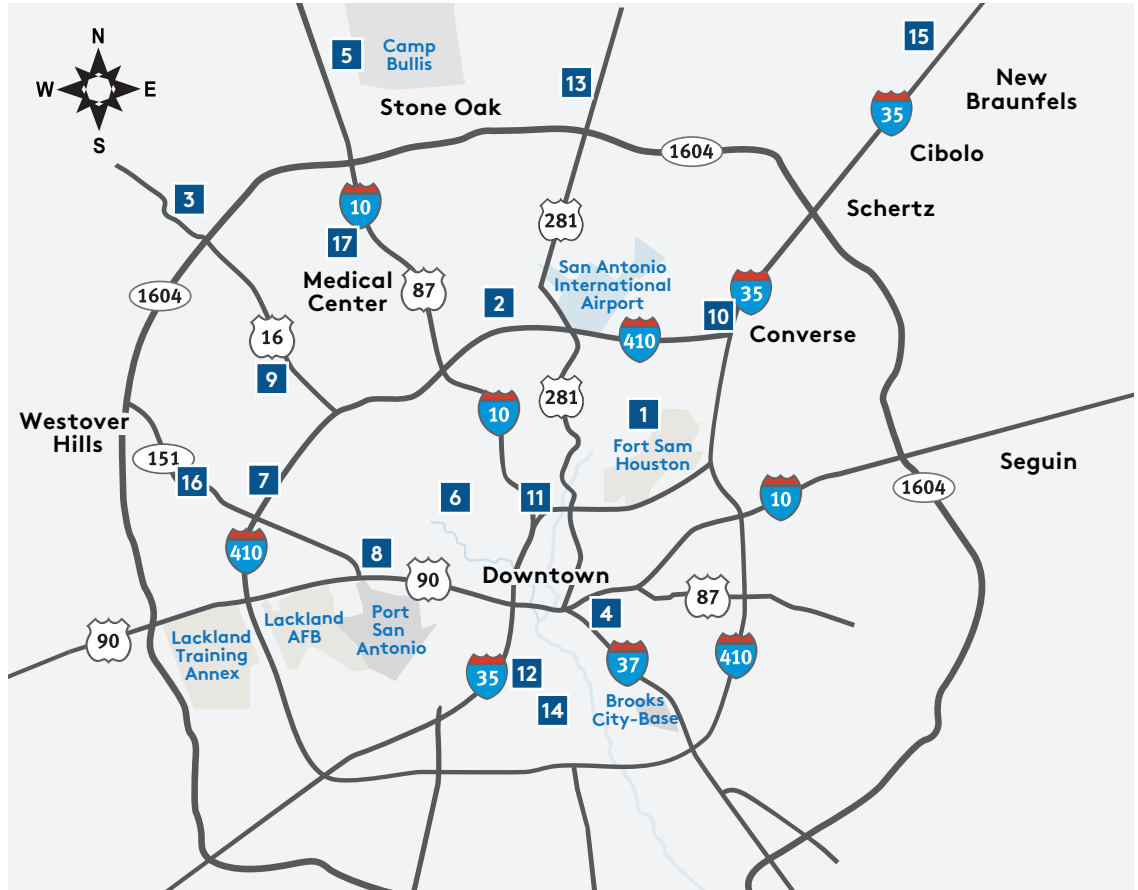 N
W
E
S
5
Camp
Bullis
15
13
New
Braunfels
Stone Oak
35
1604
Cibolo
3
10
Schertz
281
17
San Antonio
International
Airport
Medical
Center
87
35
1604
2
10
16
410
Converse
9
281
10
1
Westover
Hills
Fort Sam
Houston
151
Seguin
16
7
6
11
10
1604
410
8
Downtown
90
87
4
90
Lackland
AFB
Port
San
Antonio
Lackland
Training
Annex
37
410
35
12
14
Brooks
City-Base